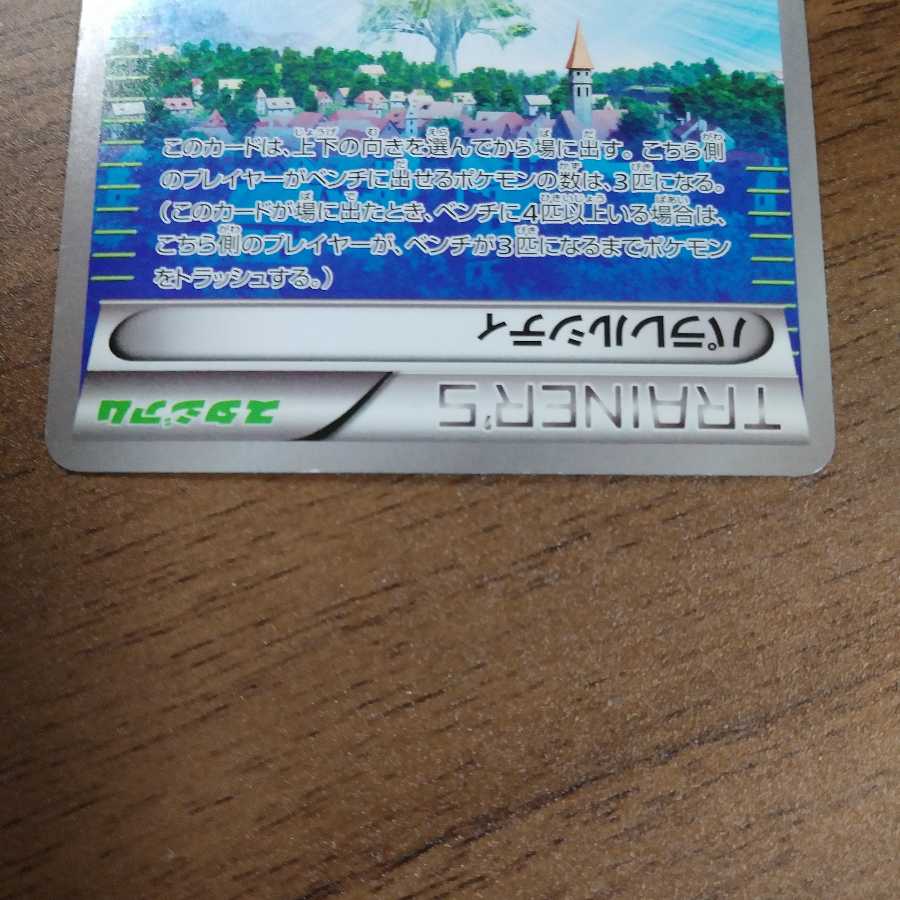 このカードは、上下の向きを選んでから場に出す。こちら側
のプレイヤーがベンチに出せるポケモンの数は、3匹になる。
(このカードが場に出たとき、ベンチに4匹以上いる場合は、
こちら側のプレイヤーが、ベンチが3匹になるまでポケモン
をトラッシュする。)
パラレルシティ
TRAINER'S
スタジアム